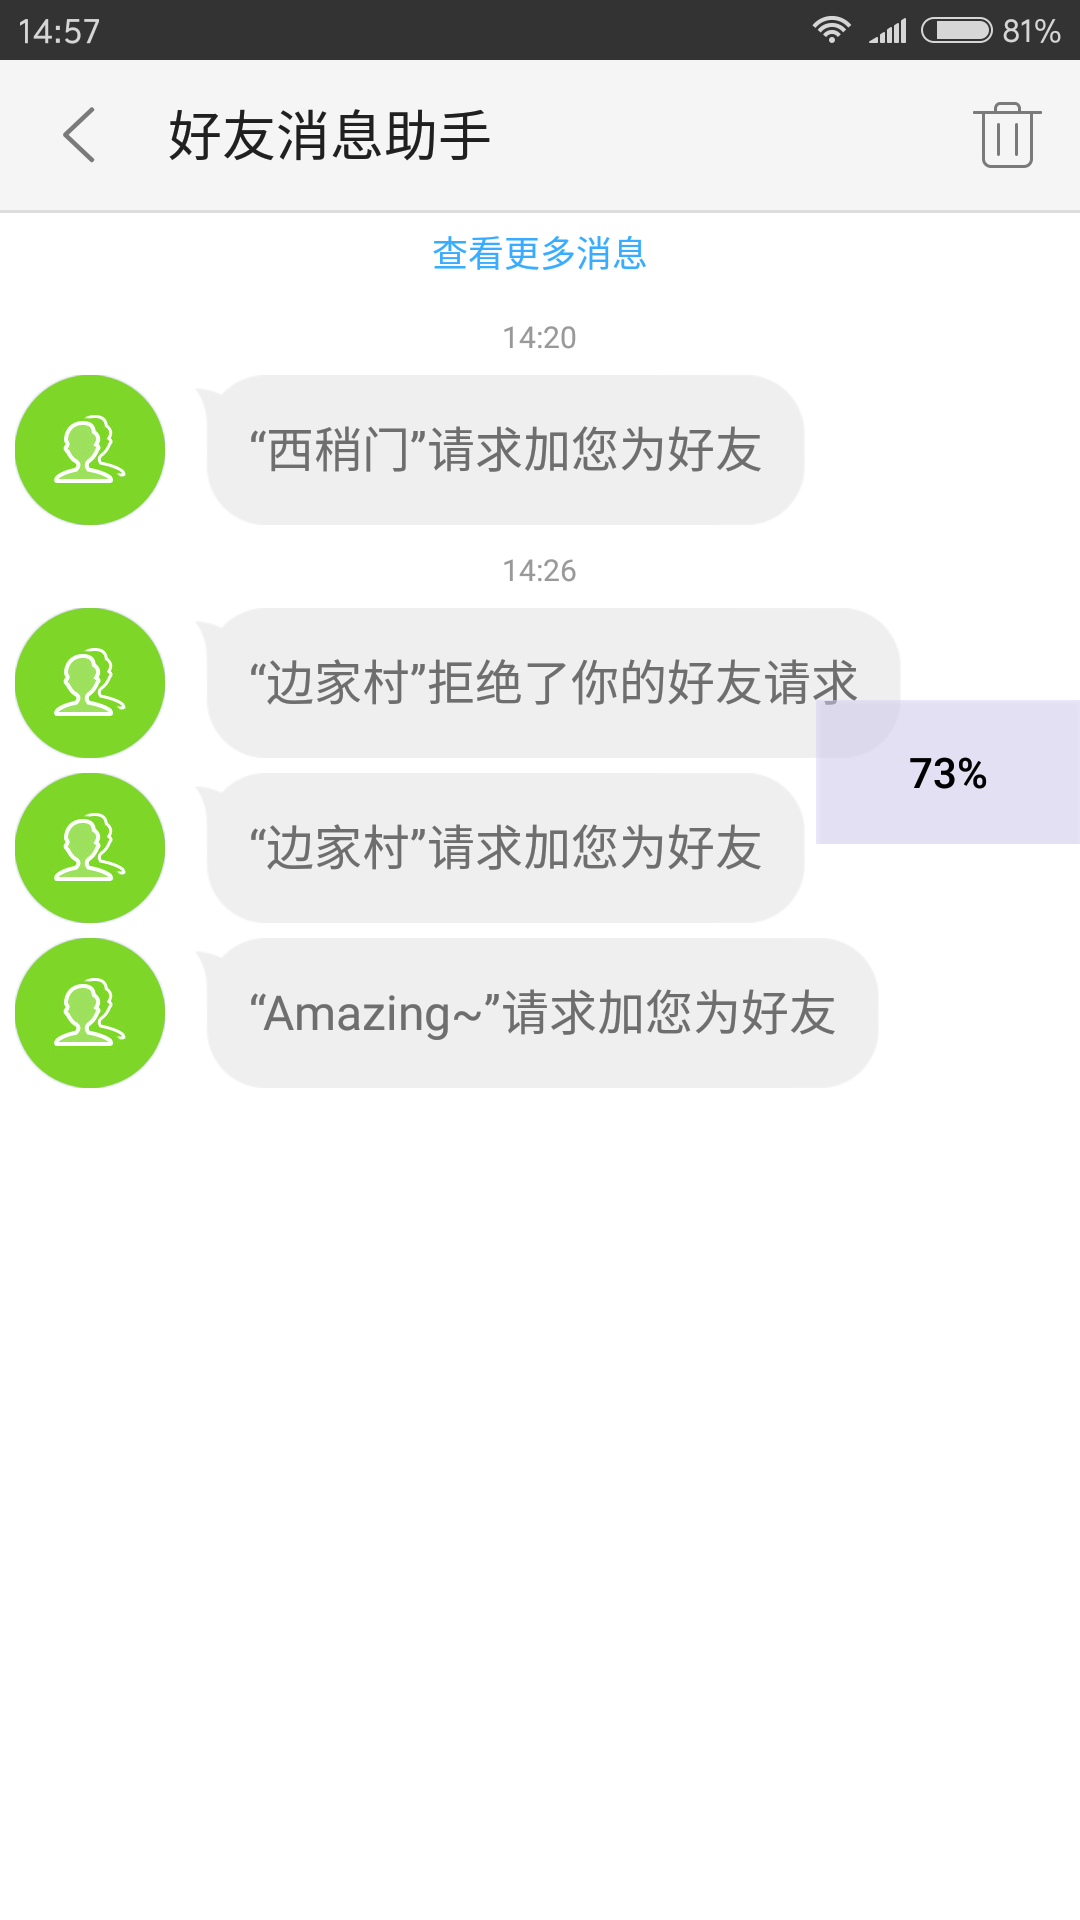 14:57
81%
好友消息助手
查看更多消息
14:20
“西稍门”请求加您为好友
14:26
“边家村”拒绝了你的好友请求
73%
“边家村”请求加您为好友
“Amazing~”请求加您为好友